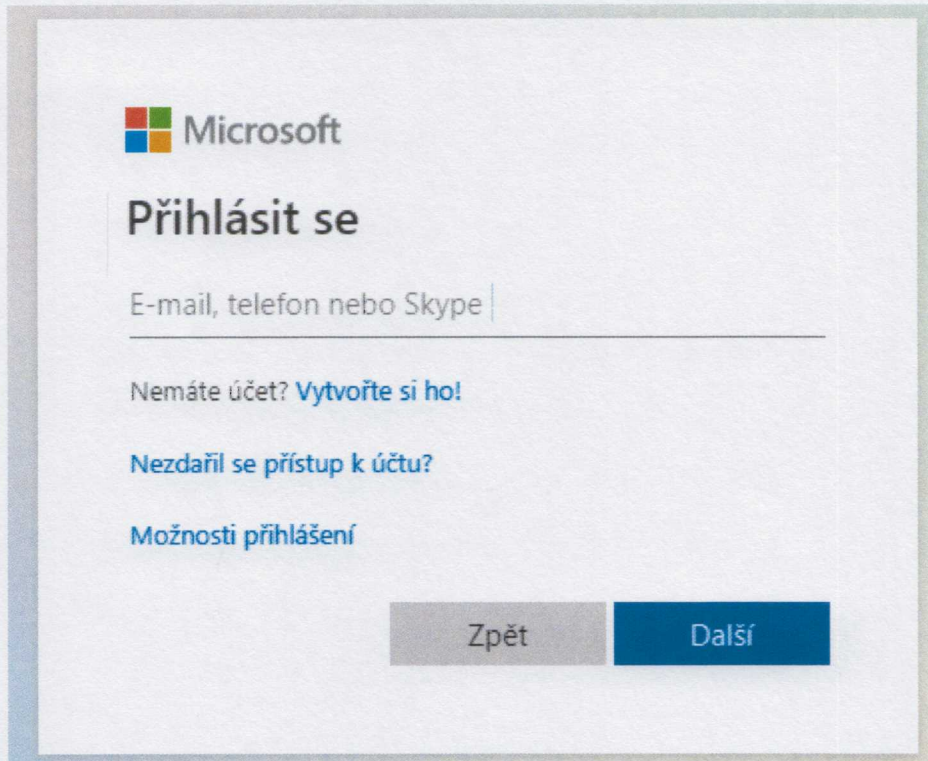 Microsoft
Přihlásit se
E-mail, telefon nebo Skype
Nemáte účet? Vytvořte si ho!
Nezdařil se přístup k účtu?
Možnosti přihlášení
Zpět Další